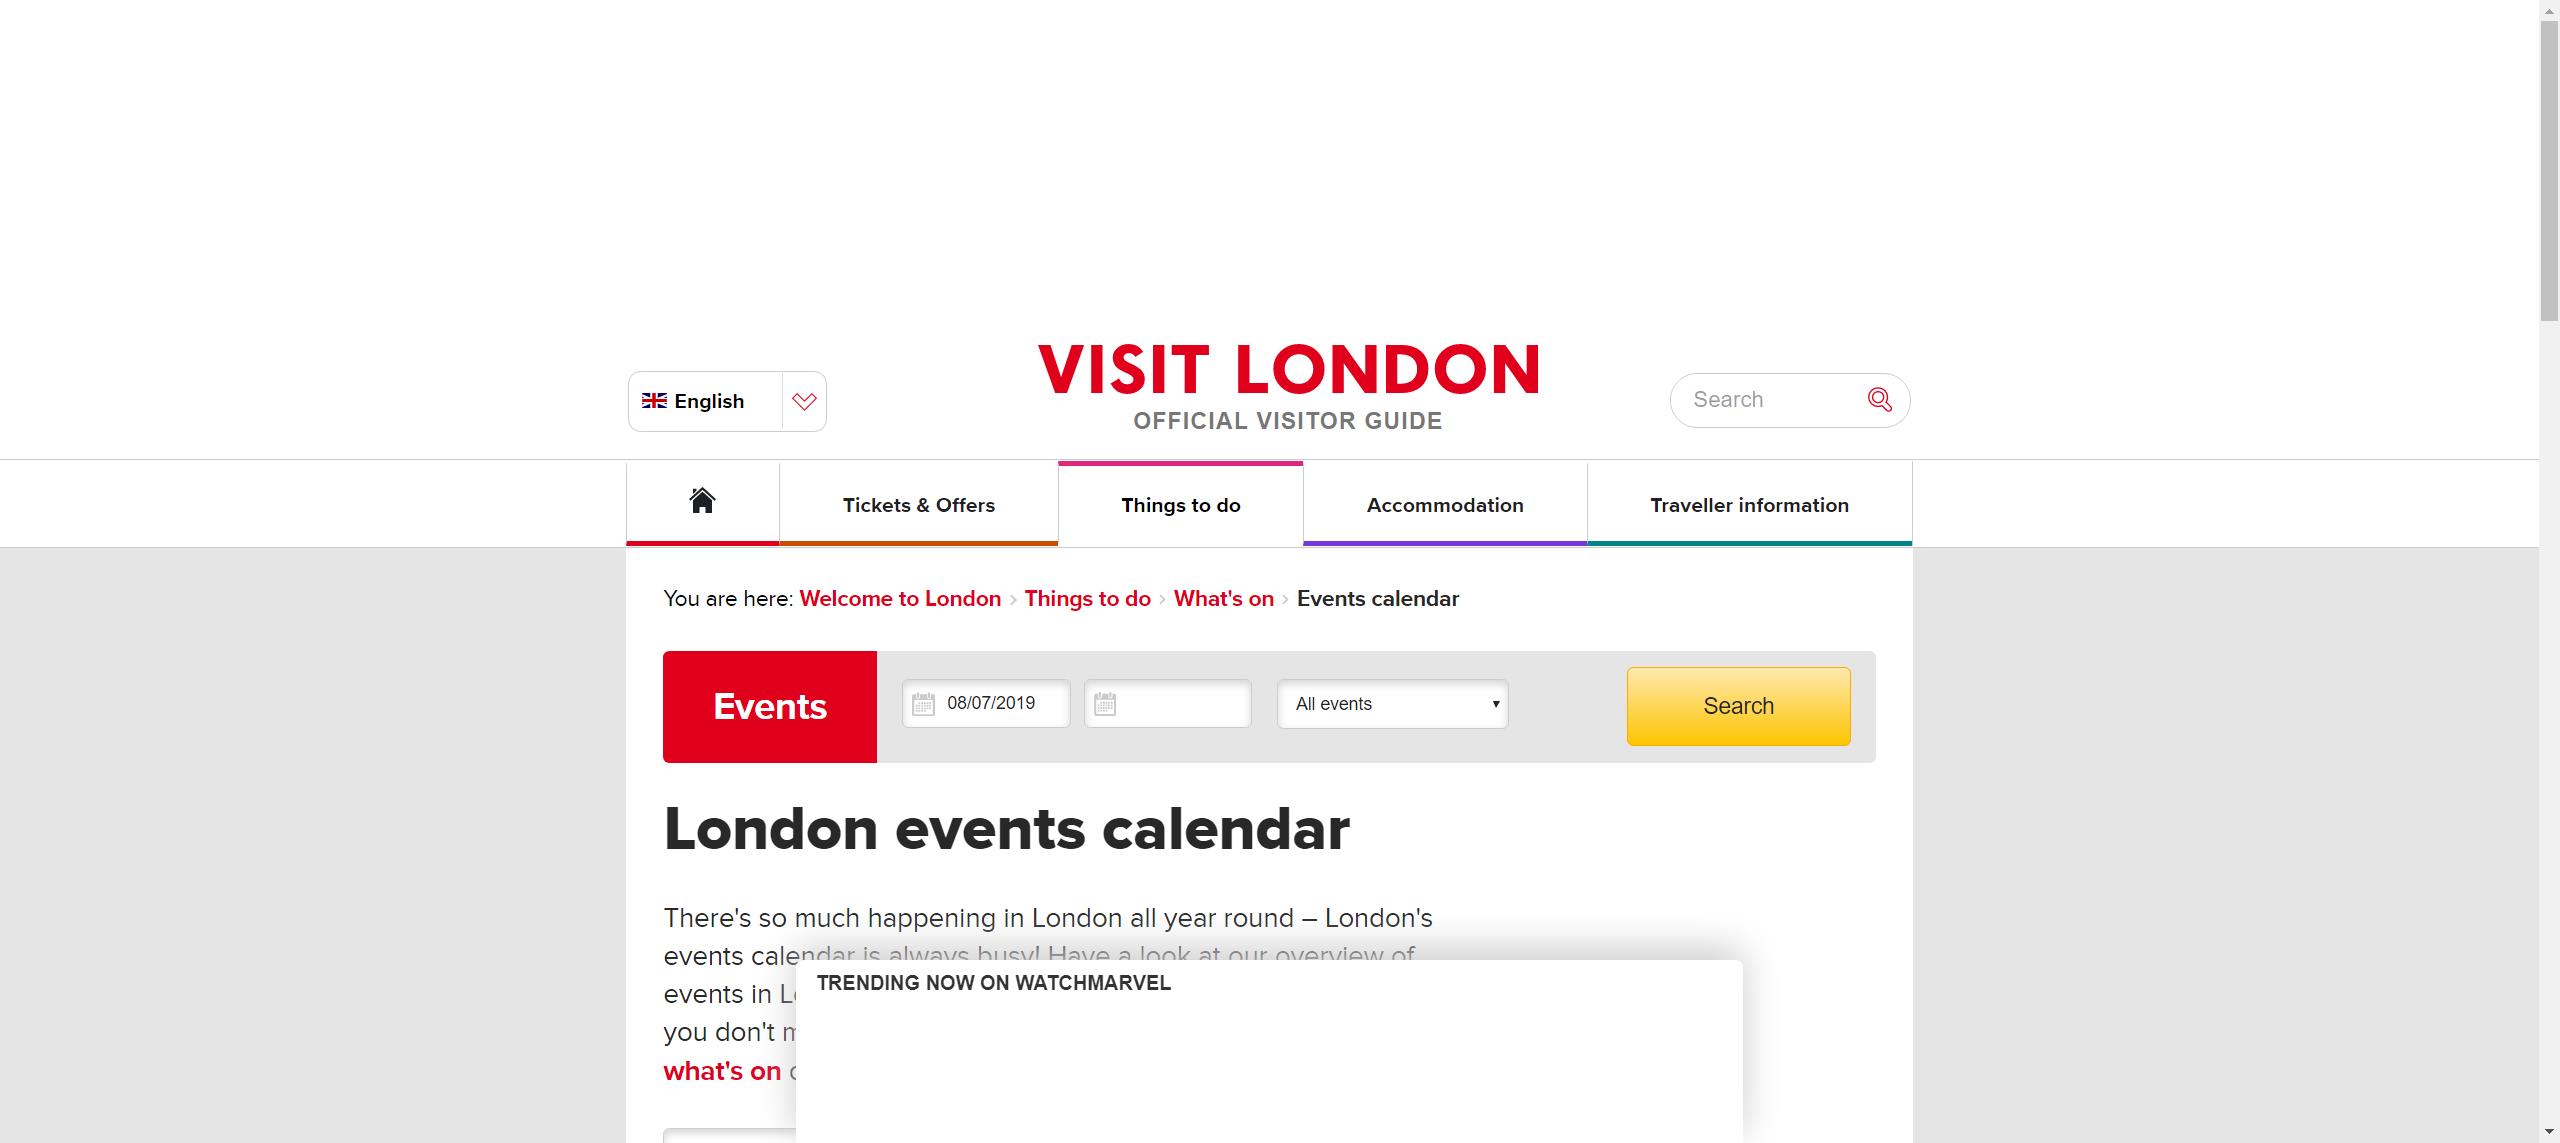 VISIT LONDON
OFFICIAL VISITOR GUIDE
English
Search
Tickets & Offers
Things to do
Accommodation
Traveller information
You are here: Welcome to London › Things to do › What's on › Events calendar
Events
08/07/2019
All events
Search
London events calendar
There's so much happening in London all year round – London's
events calendar is always busy! Have a look at our overview of
events in
you don't
what's on
TRENDING NOW ON WATCHMARVEL